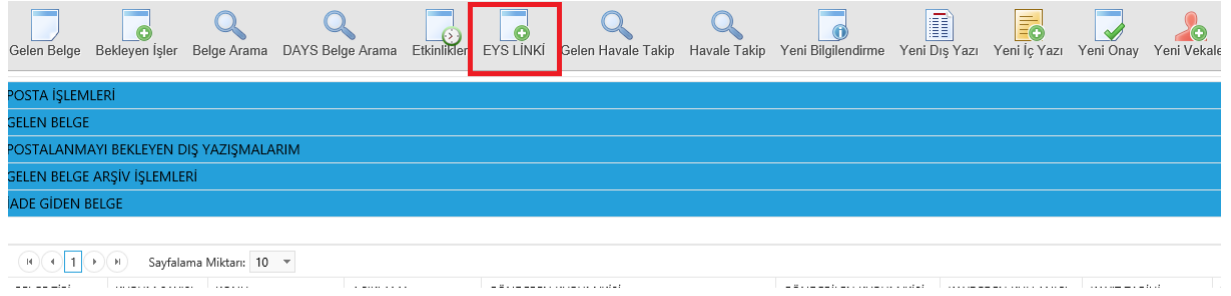 Gelen Belge Bekleyen İşler Belge Arama DAYS Belge Arama Etkinlikler EYS LİNKİ Gelen Havale Takip Havale Takip Yeni Bilgilendirme Yeni Dış Yazı Yeni İç Yazı Yeni Onay Yeni Vekale
POSTA İŞLEMLERİ
GELEN BELGE
POSTALANMAYI BEKLEYEN DIŞ YAZIŞMALARIM
GELEN BELGE ARŞİV İŞLEMLERİ
ADE GİDEN BELGE
1 Sayfalama Miktarı: 10